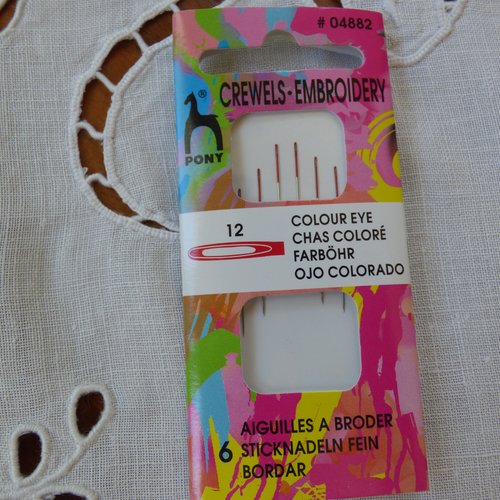 # 04882
CREWELS • EMBROIDERY
®
PONY
12
COLOUR EYE
CHAS COLORÉ
FARBÖHR
OJO COLORADO
AIGUILLES A BRODER
6 STICKNADELN FEIN
BORDAR